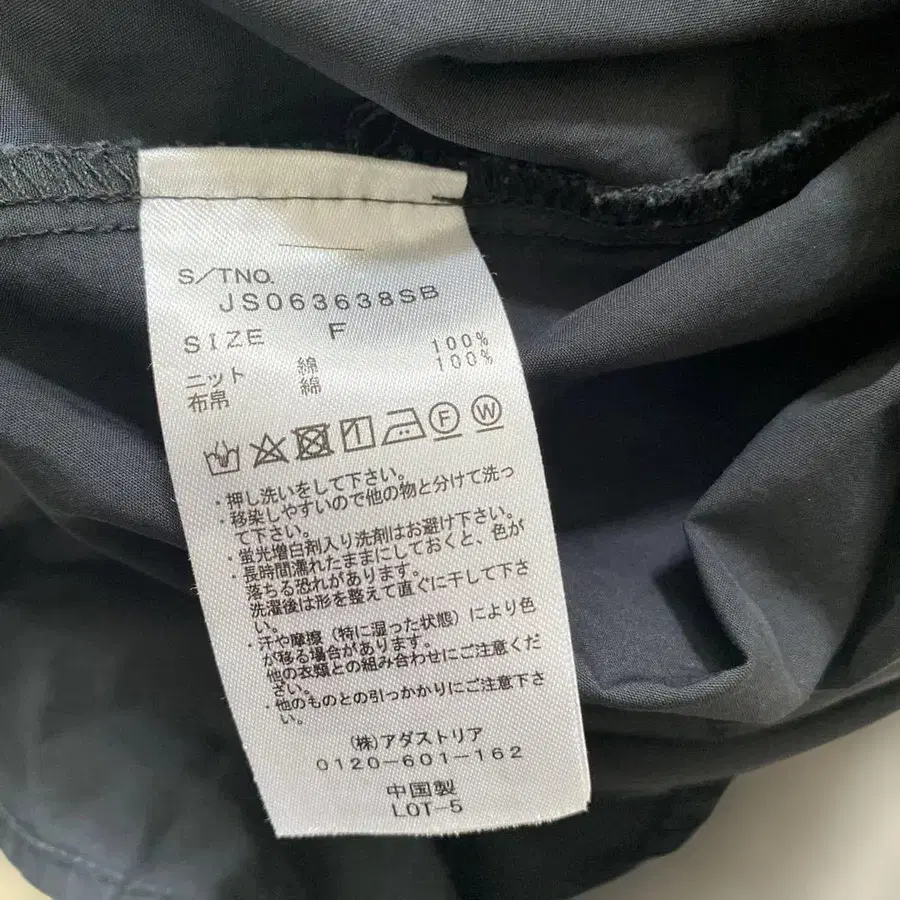 S/TNO.
JS063638SB
SIZE F
ニット 綿 100%
布帛 綿 100%
F W
・押し洗いをして下さい。
・移染しやすいので他の物と分けて洗っ
て下さい。
・蛍光増白剤入り洗剤はお避け下さい。
・長時間濡れたままにしておくと、色が
落ちる恐れがあります。
洗濯後は形を整えて直ぐに干して下さ
い。
・汗や摩擦(特に湿った状態)により色
が移る場合があります。
他の衣類との組み合わせにご注意くだ
さい。
・他のものとの引っかかりにご注意下さ
い。
(株)アダストリア
0120-601-162
中国製
LOT-5